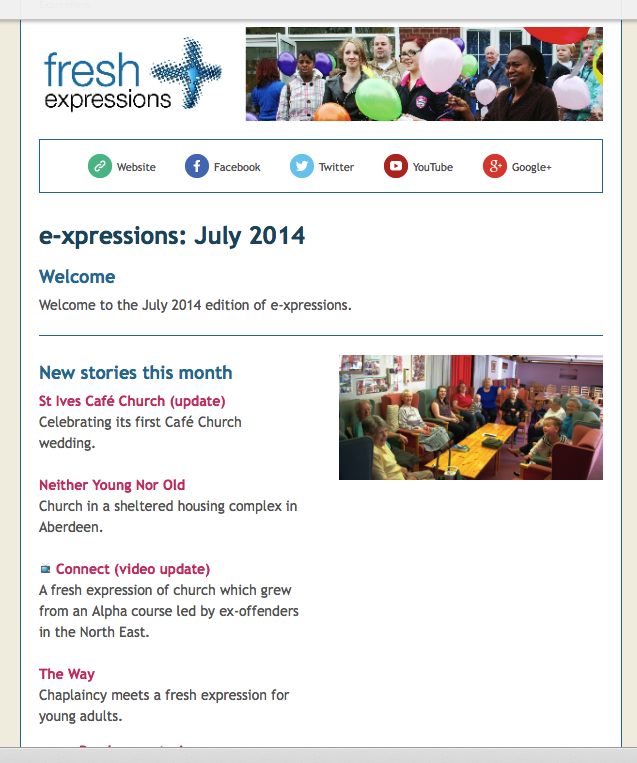 fresh
expressions
Website
Facebook
Twitter
YouTube
Google+
e-xpressions: July 2014
Welcome
Welcome to the July 2014 edition of e-xpressions.
New stories this month
St Ives Café Church (update)
Celebrating its first Café Church
wedding.
Neither Young Nor Old
Church in a sheltered housing complex in
Aberdeen.
Connect (video update)
A fresh expression of church which grew
from an Alpha course led by ex-offenders
in the North East.
The Way
Chaplaincy meets a fresh expression for
young adults.